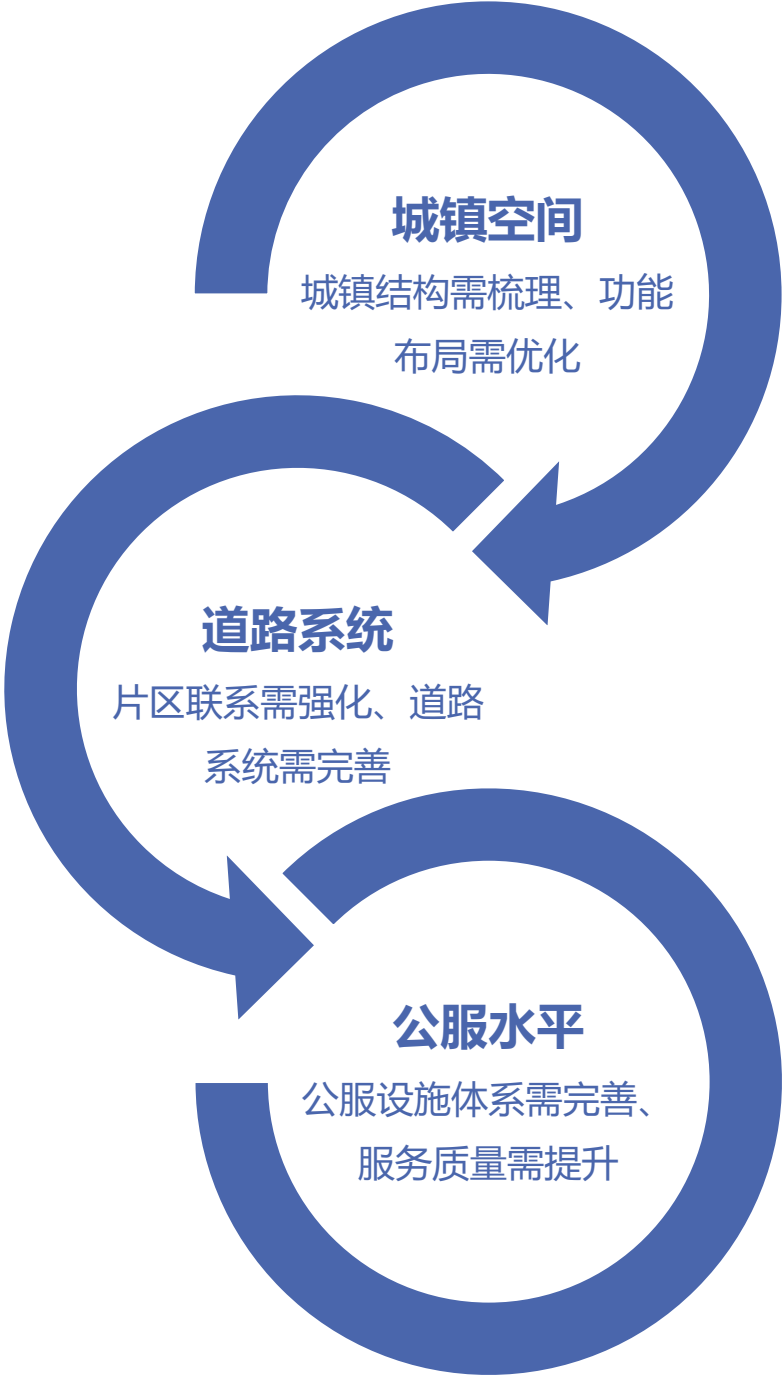 城镇空间
城镇结构需梳理、功能
布局需优化
道路系统
片区联系需强化、道路
系统需完善
公服水平
公服设施体系需完善、
服务质量需提升